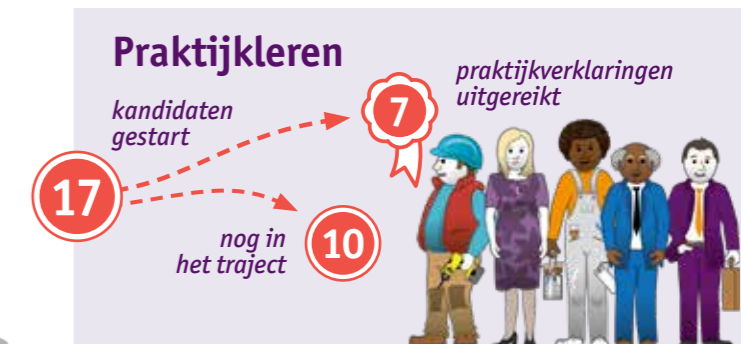 Praktijkleren
kandidaten
gestart
17
7
praktijkverklaringen
uitgereikt
nog in
het traject
10